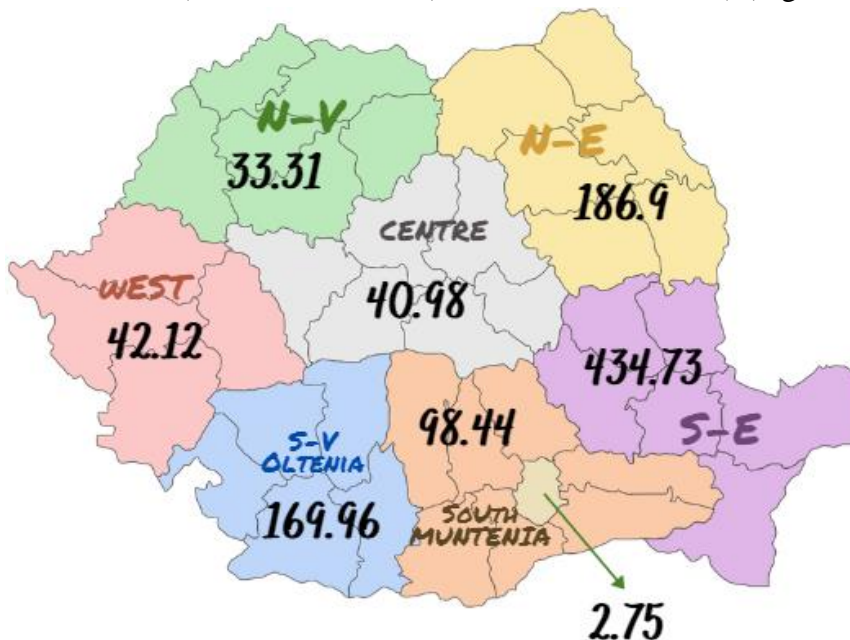 N-V
33.31
N-E
186.9
CENTRE
40.98
WEST
42.12
434.73
S-E
98.44
S-V
OLTENIA
169.96
SOUTH
MUNTENIA
2.75